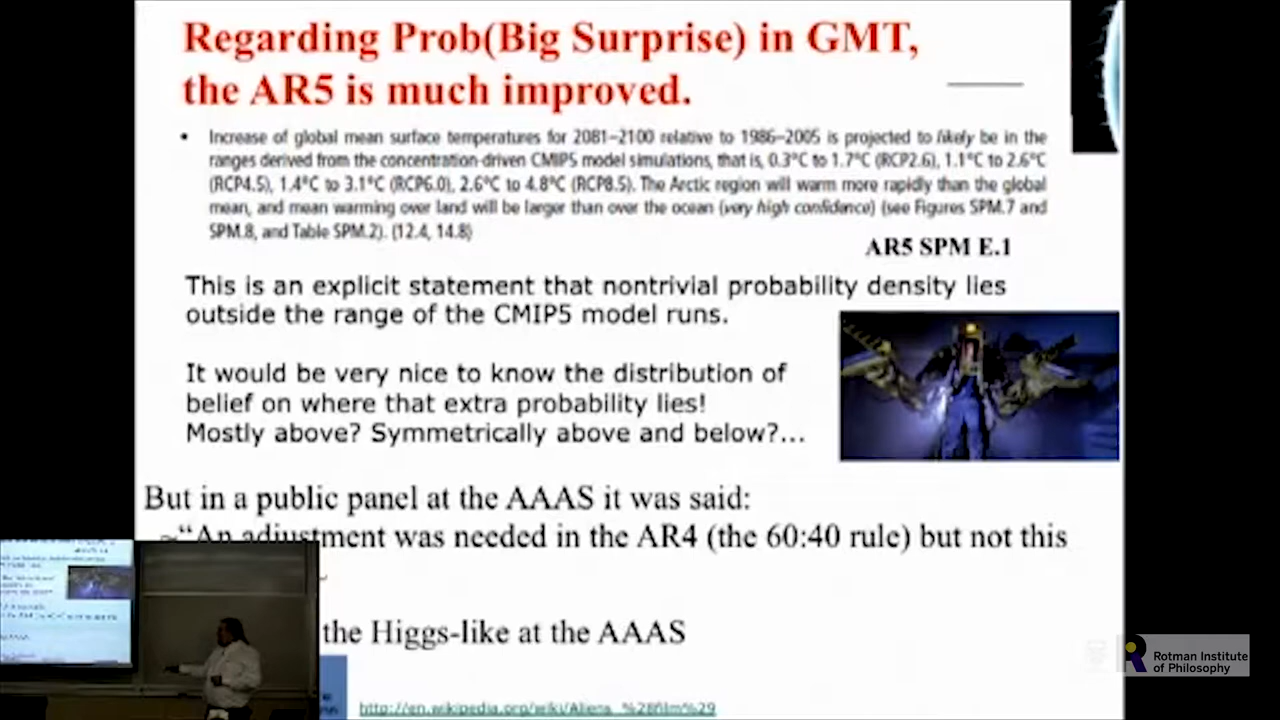 Regarding Prob(Big Surprise) in GMT,
the AR5 is much improved.
• Increase of global mean surface temperatures for 2081–2100 relative to 1986–2005 is projected to likely be in the
ranges derived from the concentration-driven CMIP5 model simulations, that is, 0.3°C to 1.7°C (RCP2.6), 1.1°C to 2.6°C
(RCP4.5), 1.4°C to 3.1°C (RCP6.0), 2.6°C to 4.8°C (RCP8.5). The Arctic region will warm more rapidly than the global
mean, and mean warming over land will be larger than over the ocean (very high confidence) (see Figures SPM.7 and
SPM.8, and Table SPM.2). (12.4, 14.8)
AR5 SPM E.1
This is an explicit statement that nontrivial probability density lies
outside the range of the CMIP5 model runs.
It would be very nice to know the distribution of
belief on where that extra probability lies!
Mostly above? Symmetrically above and below?...
But in a public panel at the AAAS it was said:
~“An adjustment was needed in the AR4 (the 60:40 rule) but not this
the Higgs-like at the AAAS
Rotman Institute
of Philosophy
http://en.wikipedia.org/wiki/Aliens_%28film%29